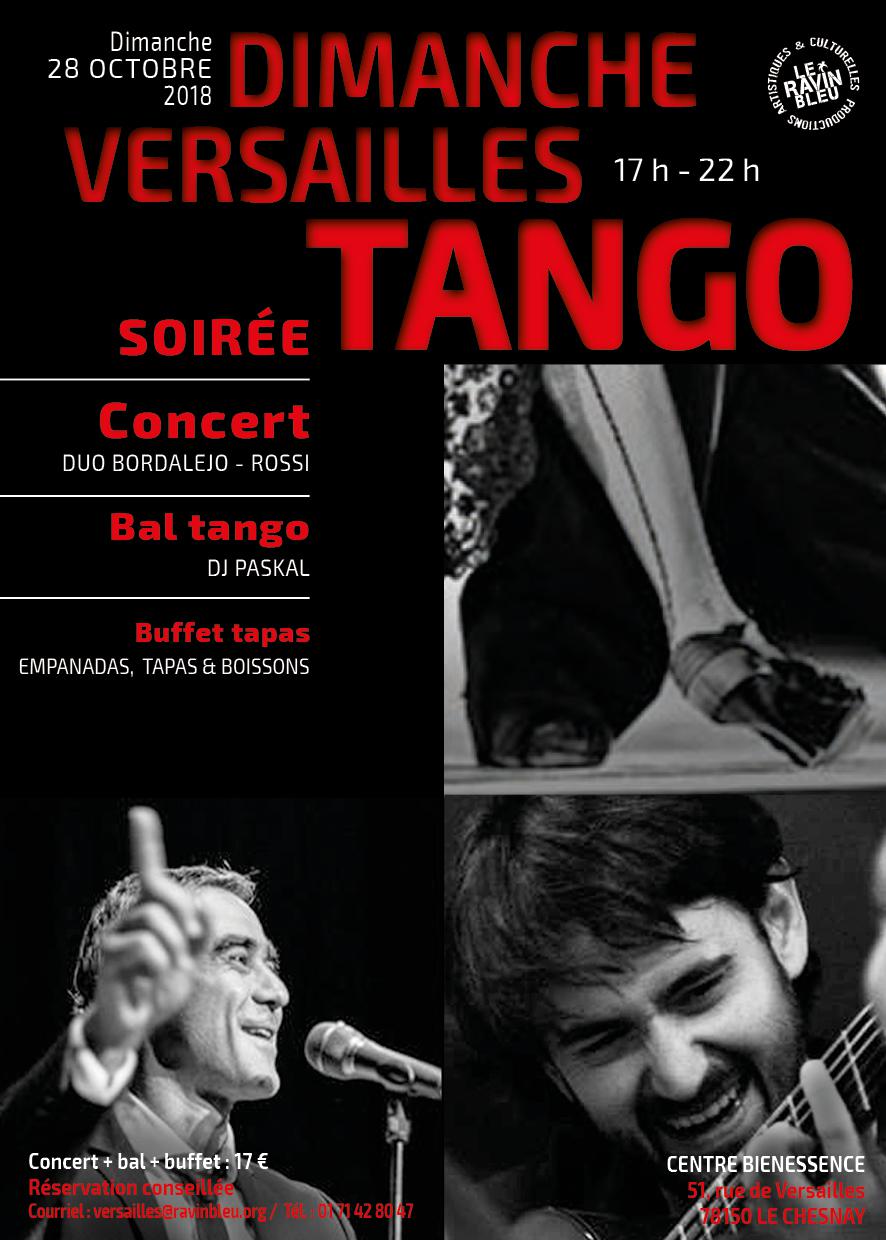 Dimanche
28 OCTOBRE
2018
DIMANCHE
VERSAILLES
17 h - 22 h
TANGO
LE RAVIN BLEU
PRODUCTIONS ARTISTIQUES & CULTURELLES
SOIRÉE
Concert
DUO BORDALEJO - ROSSI
Bal tango
DJ PASKAL
Buffet tapas
EMPANADAS, TAPAS & BOISSONS
Concert + bal + buffet : 17 €
Réservation conseillée
Courriel : versailles@ravinbleu.org / Tél. : 01 71 42 80 47
CENTRE BIENESSENCE
51, rue de Versailles
78150 LE CHESNAY